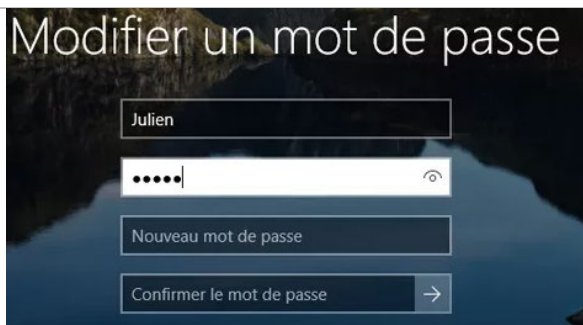 Modifier un mot de passe
Julien
•••••
Nouveau mot de passe
Confirmer le mot de passe